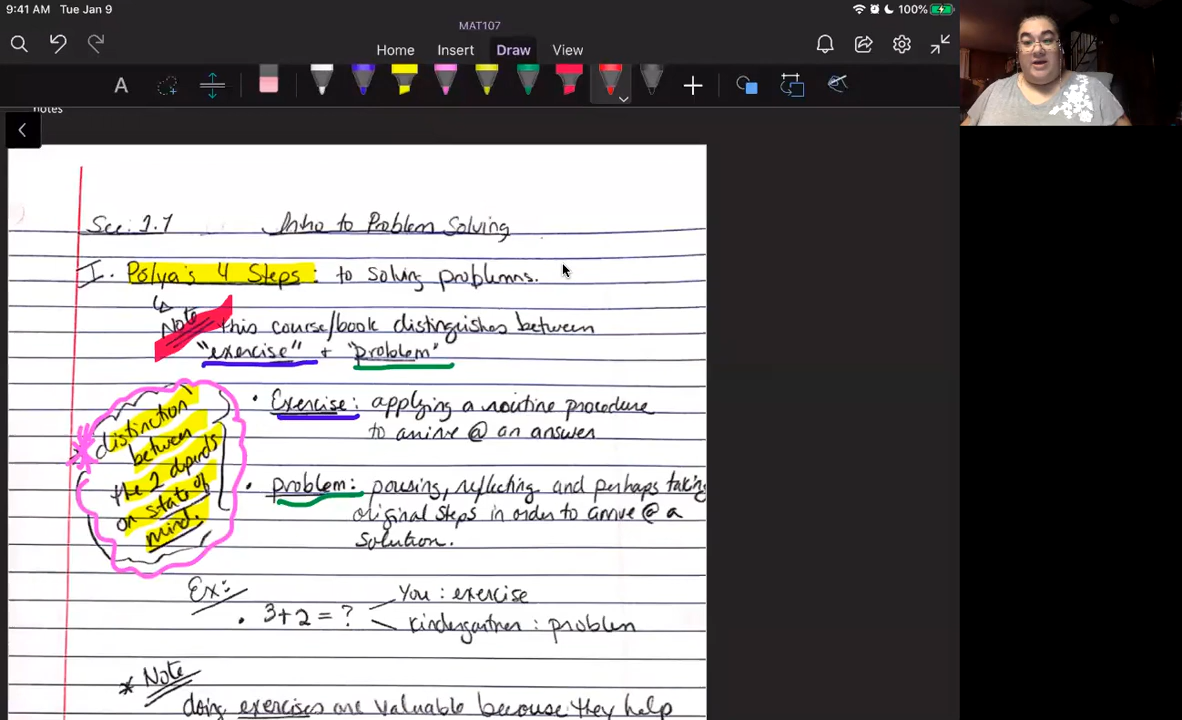 9:41 AM Tue Jan 9
100%
MAT107
Home Insert Draw View
A
notes
Sec: 1.1 Intro to Problem Solving
I. Polya's 4 Steps: to solving problems.
Note this course/book distinguishes between
"exercise" + "problem"
• Exercise: applying a routine procedure
to arrive @ an answer
* distinction
between
the 2 depends
on state of
mind.
• problem: pausing, reflecting and perhaps taking
original steps in order to arrive @ a
solution.
Ex:
• 3+2=? You: exercise
kindergartner: problem
* Note
doing exercises are valuable because they help